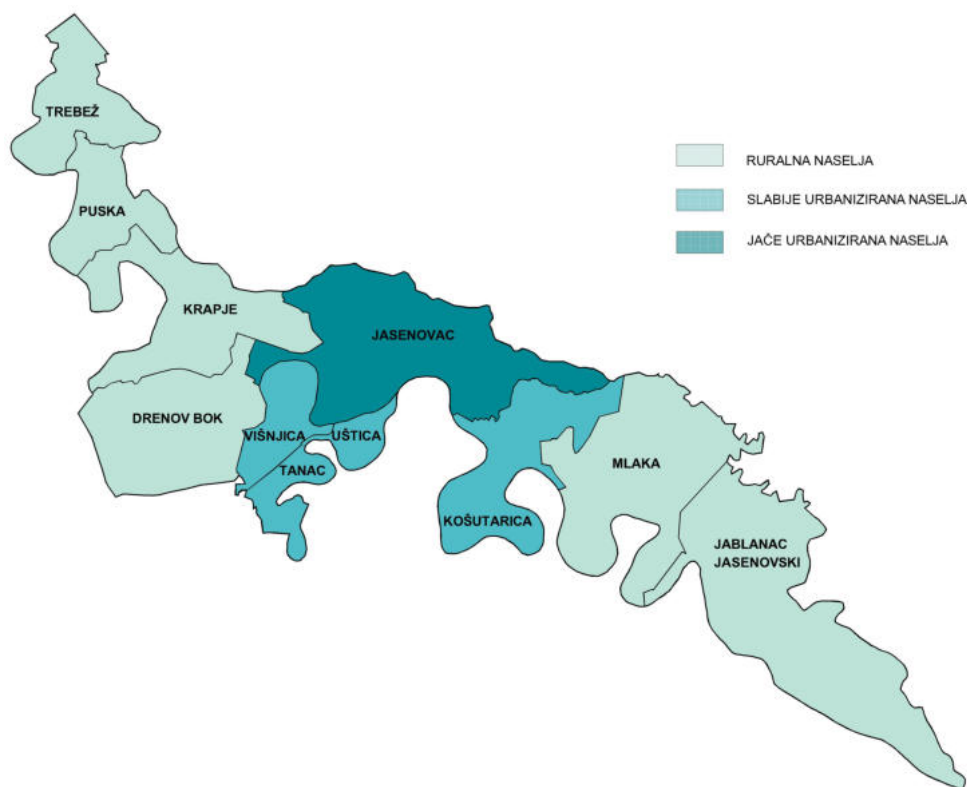 TREBEŽ
RURALNA NASELJA
SLABIJE URBANIZIRANA NASELJA
PUSKA
JAČE URBANIZIRANA NASELJA
KRAPJE
JASENOVAC
DRENOV BOK
VIŠNJICA
UŠTICA
TANAC
MLAKA
KOŠUTARICA
JABLANAC
JASENOVSKI